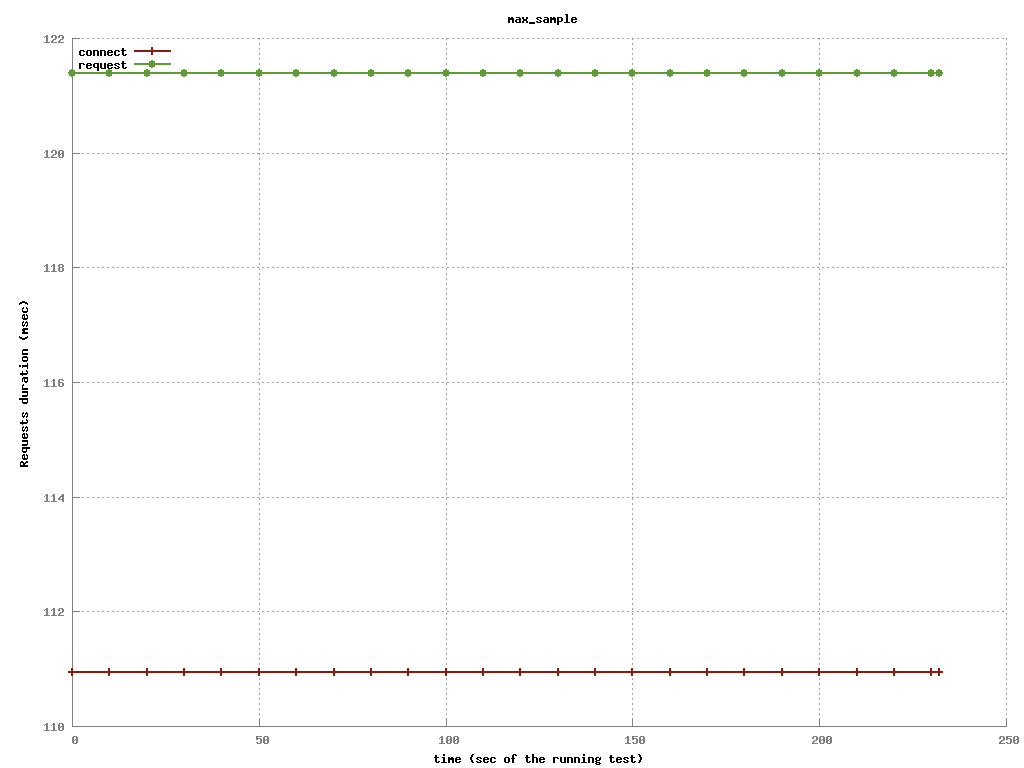 max_sample
122
connect
request
120
118
116
114
112
110
Requests duration (msec)
0 50 100 150 200 250
time (sec of the running test)